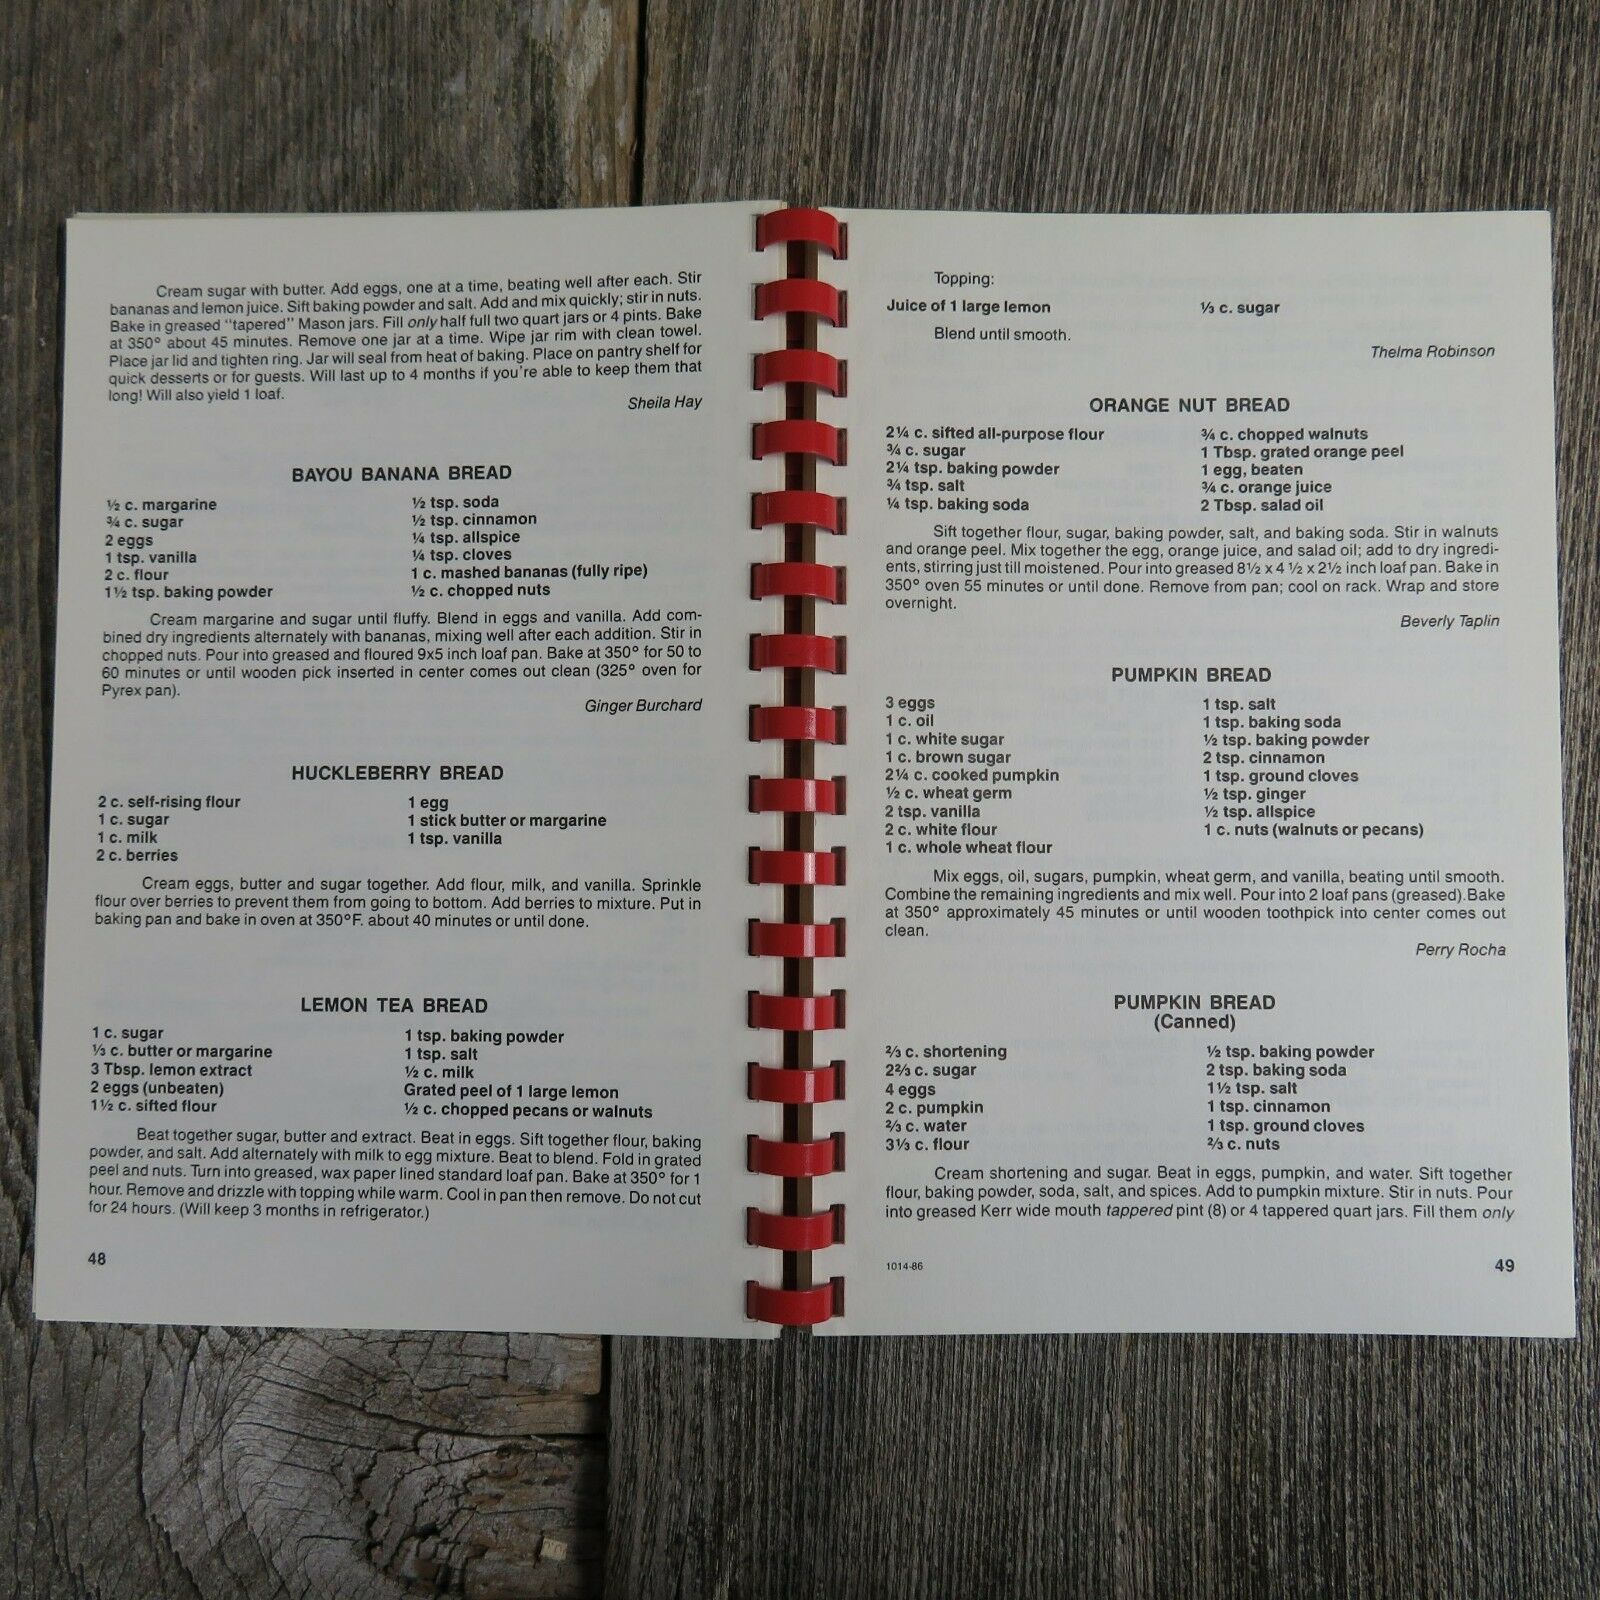 Cream sugar with butter. Add eggs, one at a time, beating well after each. Stir
bananas and lemon juice. Sift baking powder and salt. Add and mix quickly; stir in nuts.
Bake in greased "tapered" Mason jars. Fill only half full two quart jars or 4 pints. Bake
at 350° about 45 minutes. Remove one jar at a time. Wipe jar rim with clean towel.
Place jar lid and tighten ring. Jar will seal from heat of baking. Place on pantry shelf for
quick desserts or for guests. Will last up to 4 months if you're able to keep them that
long! Will also yield 1 loaf.
Sheila Hay
BAYOU BANANA BREAD
½ c. margarine
¾ c. sugar
2 eggs
1 tsp. vanilla
2 c. flour
1½ tsp. baking powder
½ tsp. soda
½ tsp. cinnamon
¼ tsp. allspice
¼ tsp. cloves
1 c. mashed bananas (fully ripe)
½ c. chopped nuts
Cream margarine and sugar until fluffy. Blend in eggs and vanilla. Add com-
bined dry ingredients alternately with bananas, mixing well after each addition. Stir in
chopped nuts. Pour into greased and floured 9x5 inch loaf pan. Bake at 350° for 50 to
60 minutes or until wooden pick inserted in center comes out clean (325° oven for
Pyrex pan).
Ginger Burchard
HUCKLEBERRY BREAD
2 c. self-rising flour
1 c. sugar
1 c. milk
2 c. berries
1 egg
1 stick butter or margarine
1 tsp. vanilla
Cream eggs, butter and sugar together. Add flour, milk, and vanilla. Sprinkle
flour over berries to prevent them from going to bottom. Add berries to mixture. Put in
baking pan and bake in oven at 350°F. about 40 minutes or until done.
LEMON TEA BREAD
1 c. sugar
⅓ c. butter or margarine
3 Tbsp. lemon extract
2 eggs (unbeaten)
1½ c. sifted flour
1 tsp. baking powder
1 tsp. salt
½ c. milk
Grated peel of 1 large lemon
½ c. chopped pecans or walnuts
Beat together sugar, butter and extract. Beat in eggs. Sift together flour, baking
powder, and salt. Add alternately with milk to egg mixture. Beat to blend. Fold in grated
peel and nuts. Turn into greased, wax paper lined standard loaf pan. Bake at 350° for 1
hour. Remove and drizzle with topping while warm. Cool in pan then remove. Do not cut
for 24 hours. (Will keep 3 months in refrigerator.)
48
Topping:
Juice of 1 large lemon
⅓ c. sugar
Blend until smooth.
Thelma Robinson
ORANGE NUT BREAD
2¼ c. sifted all-purpose flour
¾ c. sugar
2¼ tsp. baking powder
¾ tsp. salt
¼ tsp. baking soda
¾ c. chopped walnuts
1 Tbsp. grated orange peel
1 egg, beaten
¾ c. orange juice
2 Tbsp. salad oil
Sift together flour, sugar, baking powder, salt, and baking soda. Stir in walnuts
and orange peel. Mix together the egg, orange juice, and salad oil; add to dry ingredi-
ents, stirring just till moistened. Pour into greased 8½ x 4 ½ x 2½ inch loaf pan. Bake in
350° oven 55 minutes or until done. Remove from pan; cool on rack. Wrap and store
overnight.
Beverly Taplin
PUMPKIN BREAD
3 eggs
1 c. oil
1 c. white sugar
1 c. brown sugar
2¼ c. cooked pumpkin
½ c. wheat germ
2 tsp. vanilla
2 c. white flour
1 c. whole wheat flour
1 tsp. salt
1 tsp. baking soda
½ tsp. baking powder
2 tsp. cinnamon
1 tsp. ground cloves
½ tsp. ginger
½ tsp. allspice
1 c. nuts (walnuts or pecans)
Mix eggs, oil, sugars, pumpkin, wheat germ, and vanilla, beating until smooth.
Combine the remaining ingredients and mix well. Pour into 2 loaf pans (greased).Bake
at 350° approximately 45 minutes or until wooden toothpick into center comes out
clean.
Perry Rocha
PUMPKIN BREAD
(Canned)
⅔ c. shortening
2⅔ c. sugar
4 eggs
2 c. pumpkin
⅔ c. water
3⅓ c. flour
½ tsp. baking powder
2 tsp. baking soda
1½ tsp. salt
1 tsp. cinnamon
1 tsp. ground cloves
⅔ c. nuts
Cream shortening and sugar. Beat in eggs, pumpkin, and water. Sift together
flour, baking powder, soda, salt, and spices. Add to pumpkin mixture. Stir in nuts. Pour
into greased Kerr wide mouth tappered pint (8) or 4 tappered quart jars. Fill them only
1014-86
49